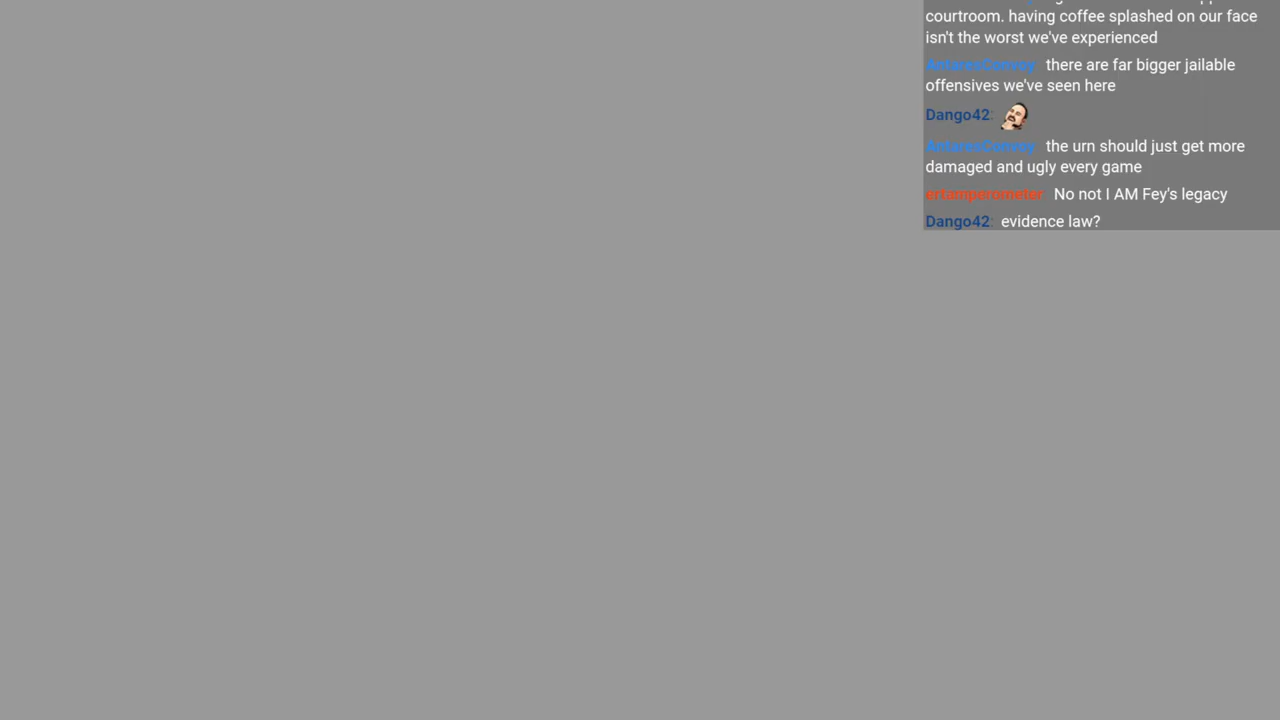 courtroom. having coffee splashed on our face
isn't the worst we've experienced
AntaresConvoy: there are far bigger jailable
offensives we've seen here
Dango42:
AntaresConvoy: the urn should just get more
damaged and ugly every game
ertamperometer: No not I AM Fey's legacy
Dango42: evidence law?